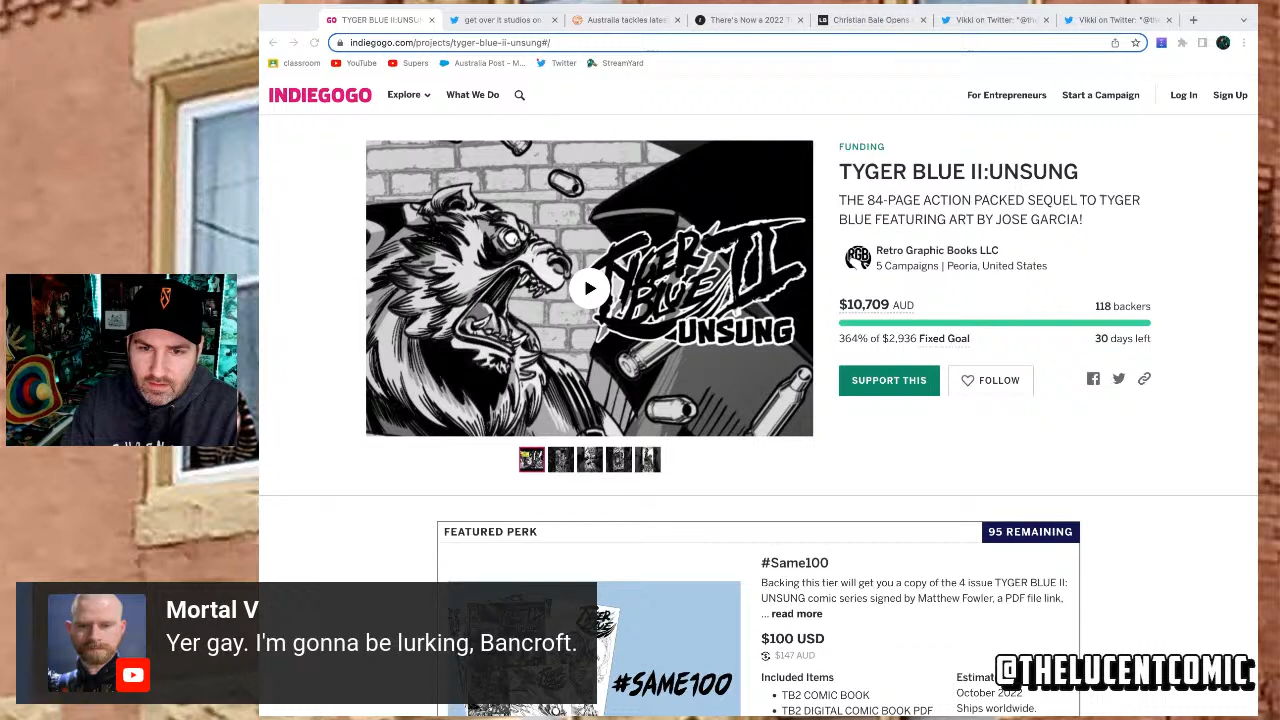 TYGER BLUE II:UNSUN
get over it studios on
Australia tackles lates
There's Now a 2022 T
Christian Bale Opens
Vikki on Twitter: "@th
Vikki on Twitter: "@the
indiegogo.com/projects/tyger-blue-ii-unsung#/
classroom
YouTube
Supers
Australia Post – M...
Twitter
StreamYard
INDIEGOGO
Explore
What We Do
For Entrepreneurs
Start a Campaign
Log In
Sign Up
TYGER BLUE II
UNSUNG
FUNDING
TYGER BLUE II:UNSUNG
THE 84-PAGE ACTION PACKED SEQUEL TO TYGER
BLUE FEATURING ART BY JOSE GARCIA!
RGB
Retro Graphic Books LLC
5 Campaigns | Peoria, United States
$10,709 AUD
118 backers
364% of $2,936 Fixed Goal
30 days left
SUPPORT THIS
FOLLOW
FEATURED PERK
95 REMAINING
#Same100
Backing this tier will get you a copy of the 4 issue TYGER BLUE II:
UNSUNG comic series signed by Matthew Fowler, a PDF file link,
... read more
$100 USD
$147 AUD
Included Items
TB2 COMIC BOOK
TB2 DIGITAL COMIC BOOK PDF
October 2022
Ships worldwide.
#SAME100
Mortal V
Yer gay. I'm gonna be lurking, Bancroft.
@THELUCENTCOMIC